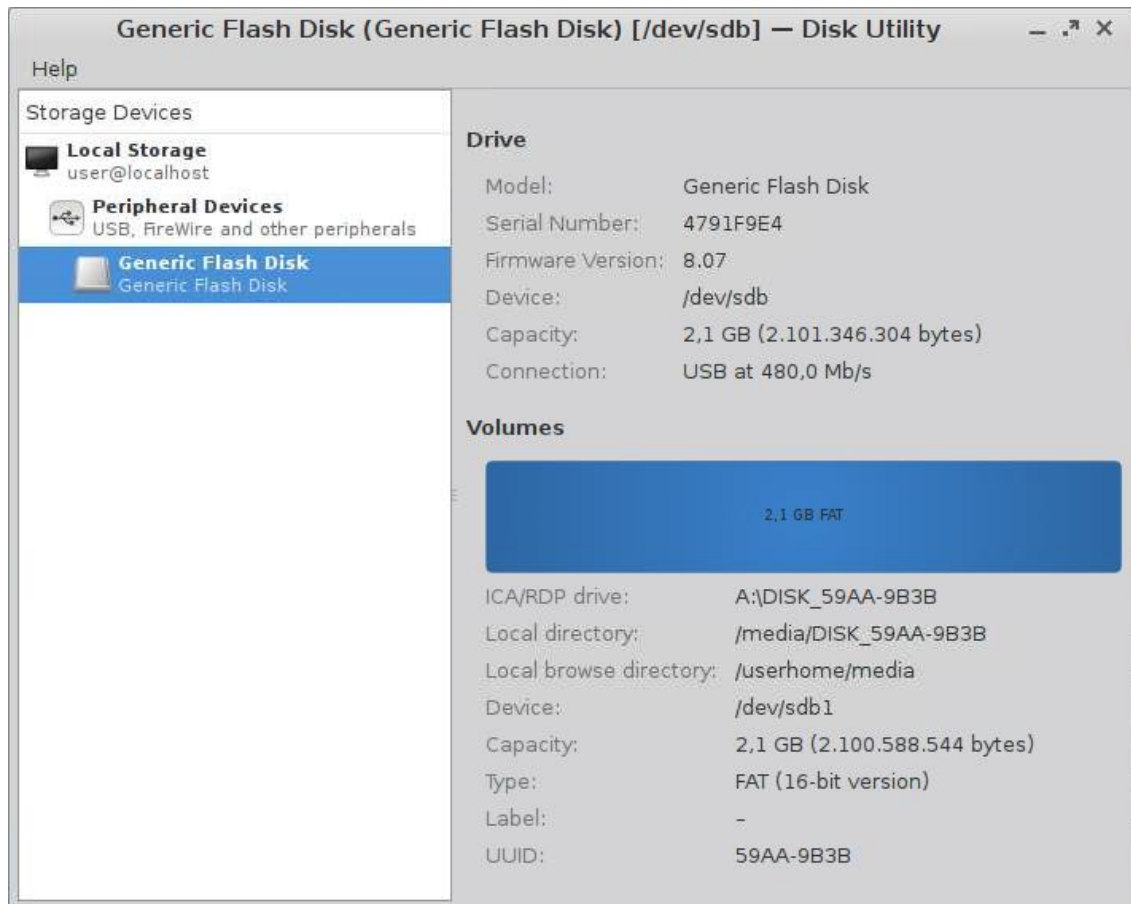 Generic Flash Disk (Generic Flash Disk) [/dev/sdb] — Disk Utility
Help
Storage Devices
Local Storage
user@localhost
Peripheral Devices
USB, FireWire and other peripherals
Generic Flash Disk
Generic Flash Disk
Drive
Model: Generic Flash Disk
Serial Number: 4791F9E4
Firmware Version: 8.07
Device: /dev/sdb
Capacity: 2,1 GB (2.101.346.304 bytes)
Connection: USB at 480,0 Mb/s
Volumes
2,1 GB FAT
ICA/RDP drive: A:\DISK_59AA-9B3B
Local directory: /media/DISK_59AA-9B3B
Local browse directory: /userhome/media
Device: /dev/sdb1
Capacity: 2,1 GB (2.100.588.544 bytes)
Type: FAT (16-bit version)
Label: –
UUID: 59AA-9B3B